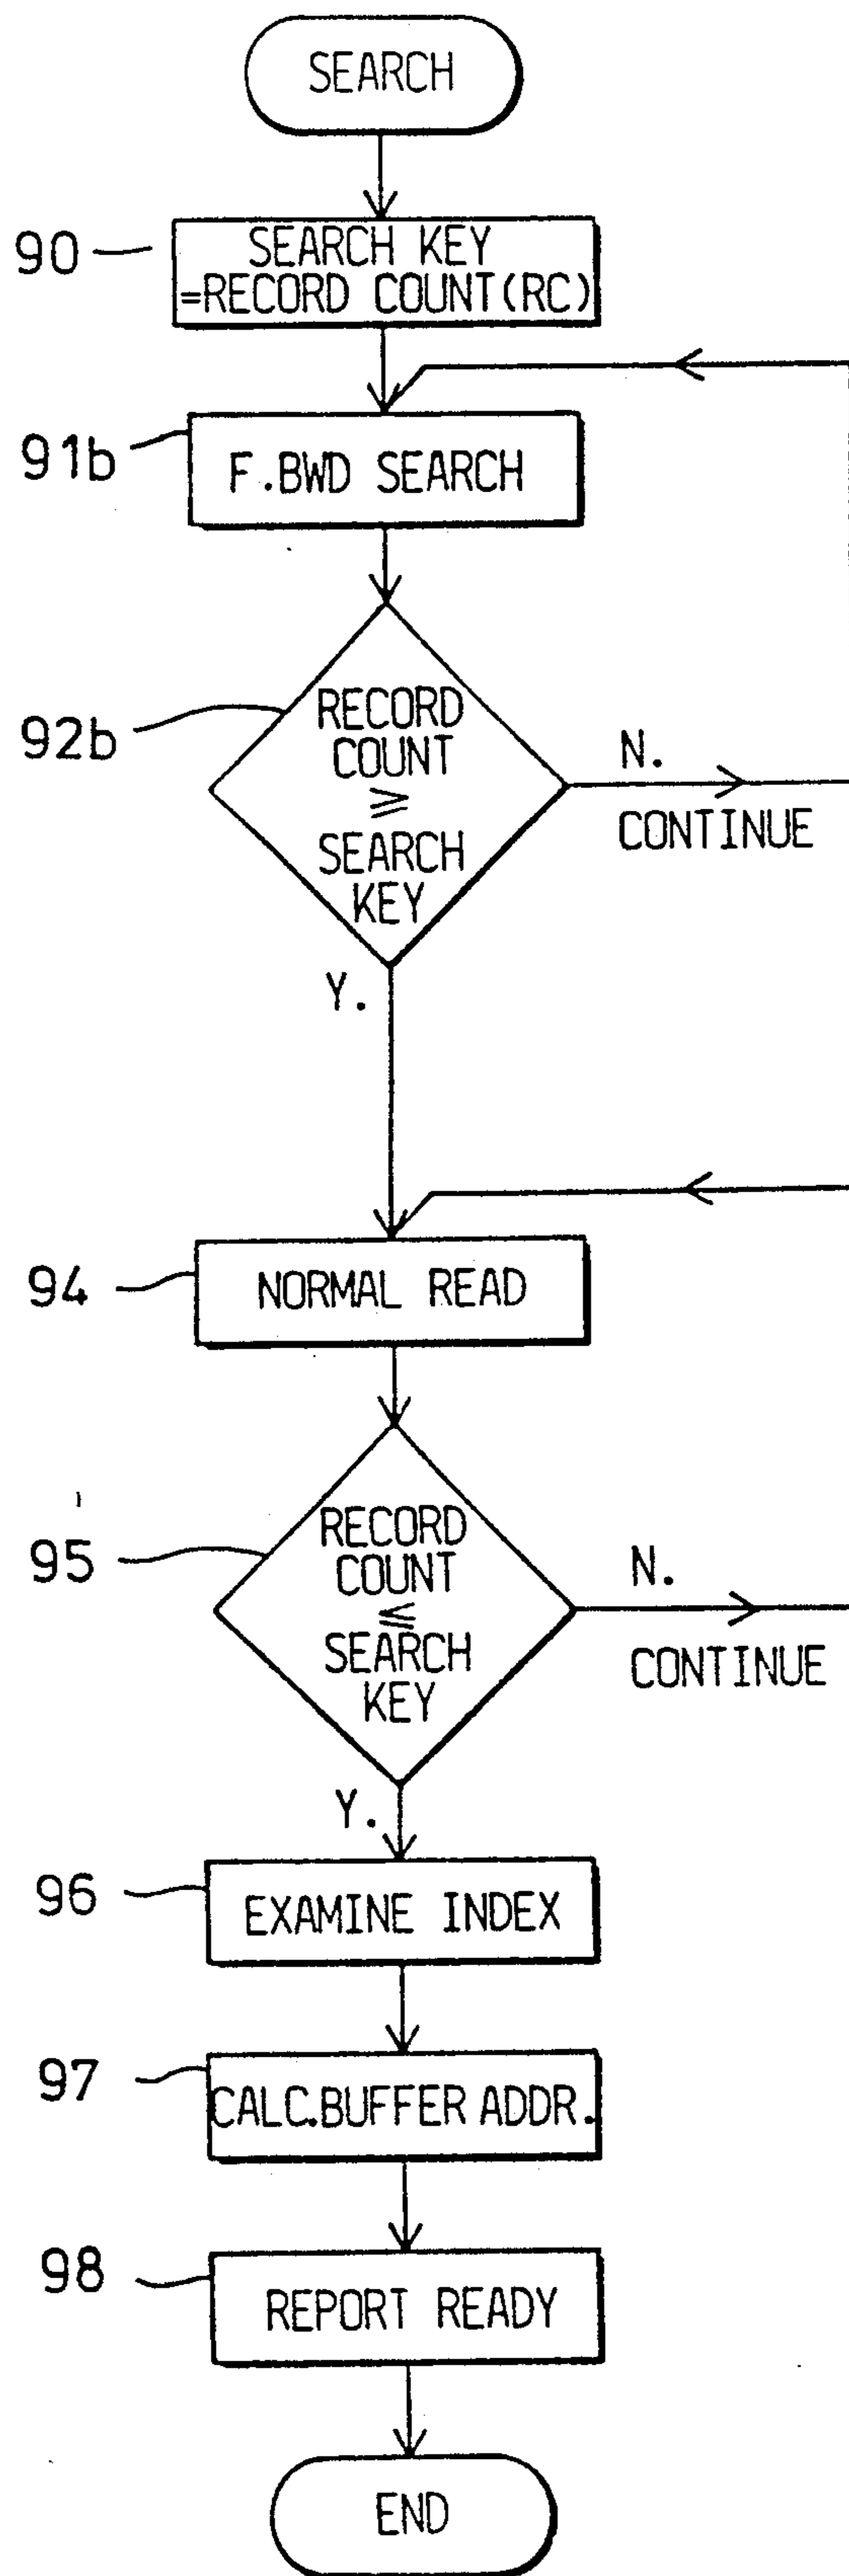 SEARCH
90
SEARCH KEY
=RECORD COUNT(RC)
91b
F.BWD SEARCH
92b
RECORD
COUNT
≥
SEARCH
KEY
N.
CONTINUE
Y.
94
NORMAL READ
95
RECORD
COUNT
≤
SEARCH
KEY
N.
CONTINUE
Y.
96
EXAMINE INDEX
97
CALC.BUFFER ADDR.
98
REPORT READY
END